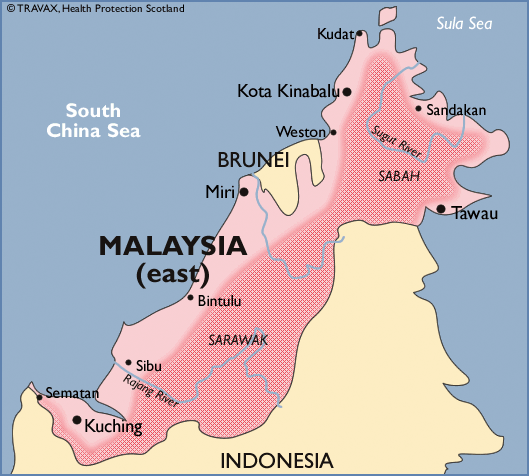 © TRAVAX, Health Protection Scotland
Sula Sea
Kudat
Kota Kinabalu
Sandakan
South
China Sea
Weston
Sugut River
BRUNEI
SABAH
Miri
Tawau
MALAYSIA
(east)
Bintulu
SARAWAK
Sibu
Rajang River
Sematan
Kuching
INDONESIA